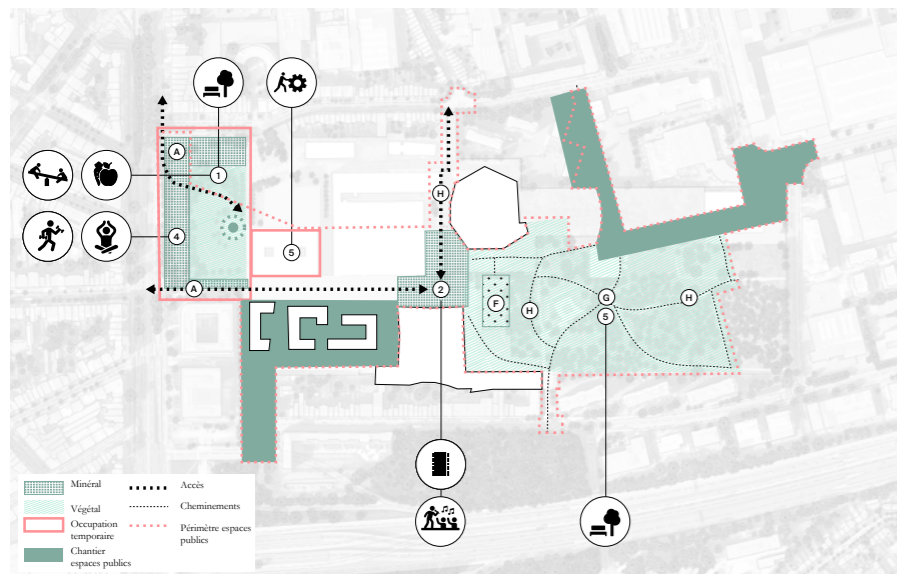 A
1
H
4
5
A
2
F
H
G
H
5
Minéral
Végétal
Occupation
temporaire
Chantier
espaces publics
Accès
Cheminements
Périmètre espaces
publics